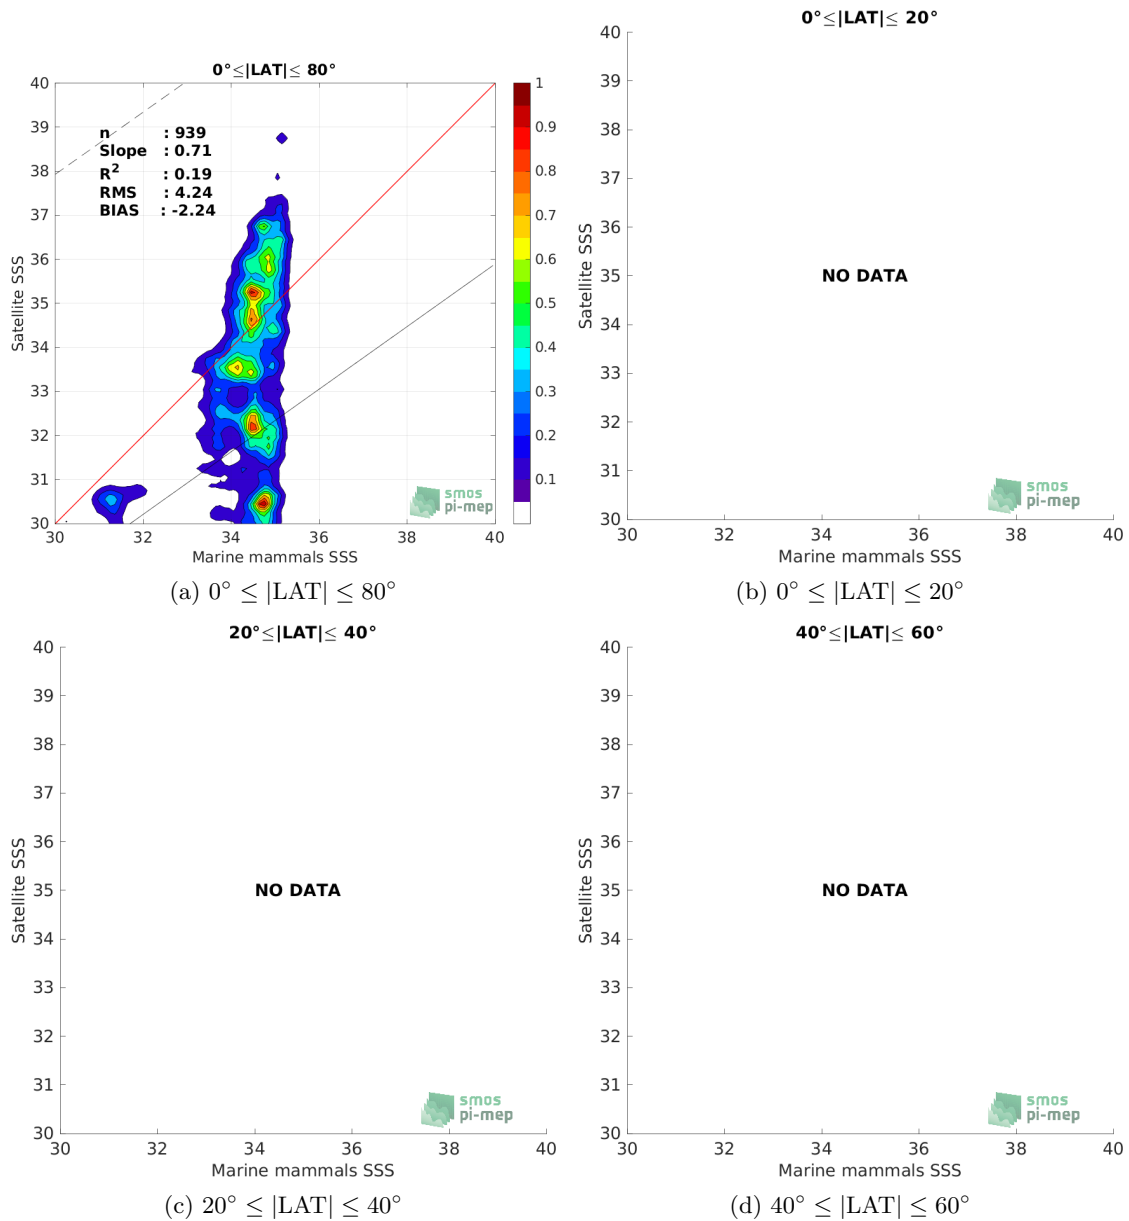 0°≤|LAT|≤ 80°
40
39
38
37
36
35
34
33
32
31
30
Satellite SSS
n : 939
Slope : 0.71
R² : 0.19
RMS : 4.24
BIAS : -2.24
1
0.9
0.8
0.7
0.6
0.5
0.4
0.3
0.2
0.1
smos
pi-mep
30 32 34 36 38 40
Marine mammals SSS
(a) 0° ≤ |LAT| ≤ 80°
0°≤|LAT|≤ 20°
40
39
38
37
36
35
34
33
32
31
30
Satellite SSS
NO DATA
smos
pi-mep
30 32 34 36 38 40
Marine mammals SSS
(b) 0° ≤ |LAT| ≤ 20°
20°≤|LAT|≤ 40°
40
39
38
37
36
35
34
33
32
31
30
Satellite SSS
NO DATA
smos
pi-mep
30 32 34 36 38 40
Marine mammals SSS
(c) 20° ≤ |LAT| ≤ 40°
40°≤|LAT|≤ 60°
40
39
38
37
36
35
34
33
32
31
30
Satellite SSS
NO DATA
smos
pi-mep
30 32 34 36 38 40
Marine mammals SSS
(d) 40° ≤ |LAT| ≤ 60°